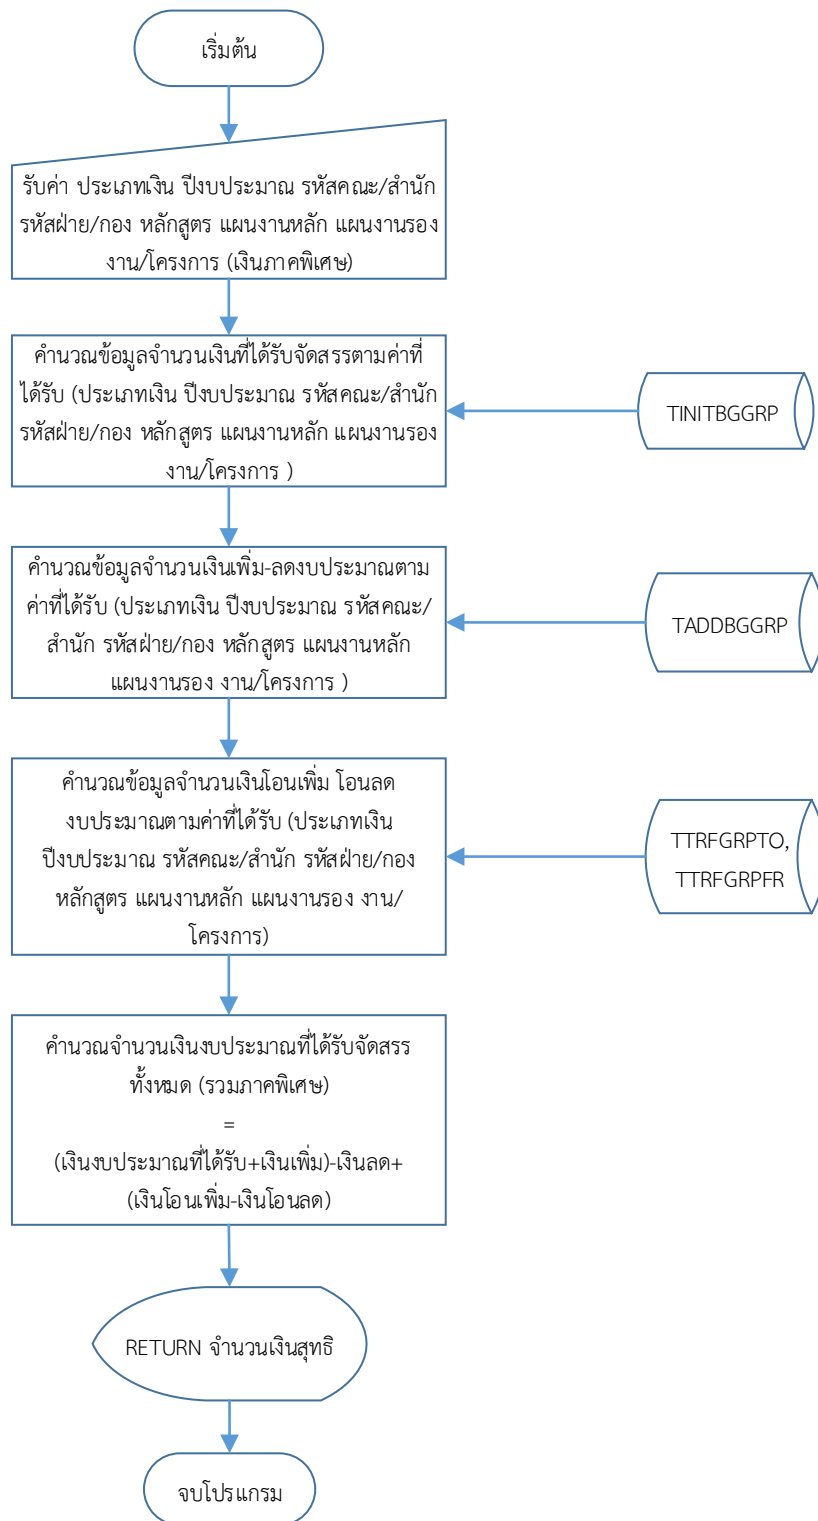 เริ่มต้น
รับค่า ประเภทเงิน ปีงบประมาณ รหัสคณะ/สำนัก
รหัสฝ่าย/กอง หลักสูตร แผนงานหลัก แผนงานรอง
งาน/โครงการ (เงินภาคพิเศษ)
คำนวณข้อมูลจำนวนเงินที่ได้รับจัดสรรตามค่าที่
ได้รับ (ประเภทเงิน ปีงบประมาณ รหัสคณะ/สำนัก
รหัสฝ่าย/กอง หลักสูตร แผนงานหลัก แผนงานรอง
งาน/โครงการ )
TINITBGGRP
คำนวณข้อมูลจำนวนเงินเพิ่ม-ลดงบประมาณตาม
ค่าที่ได้รับ (ประเภทเงิน ปีงบประมาณ รหัสคณะ/
สำนัก รหัสฝ่าย/กอง หลักสูตร แผนงานหลัก
แผนงานรอง งาน/โครงการ )
TADDBGGRP
คำนวณข้อมูลจำนวนเงินโอนเพิ่ม โอนลด
งบประมาณตามค่าที่ได้รับ (ประเภทเงิน
ปีงบประมาณ รหัสคณะ/สำนัก รหัสฝ่าย/กอง
หลักสูตร แผนงานหลัก แผนงานรอง งาน/
โครงการ)
TTRFGRPTO,
TTRFGRPFR
คำนวณจำนวนเงินงบประมาณที่ได้รับจัดสรร
ทั้งหมด (รวมภาคพิเศษ)
=
(เงินงบประมาณที่ได้รับ+เงินเพิ่ม)-เงินลด+
(เงินโอนเพิ่ม-เงินโอนลด)
RETURN จำนวนเงินสุทธิ
จบโปรแกรม